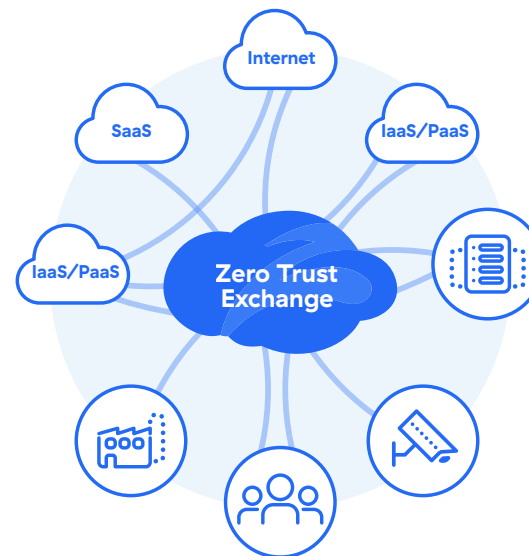 Internet
SaaS
IaaS/PaaS
IaaS/PaaS
Zero Trust
Exchange